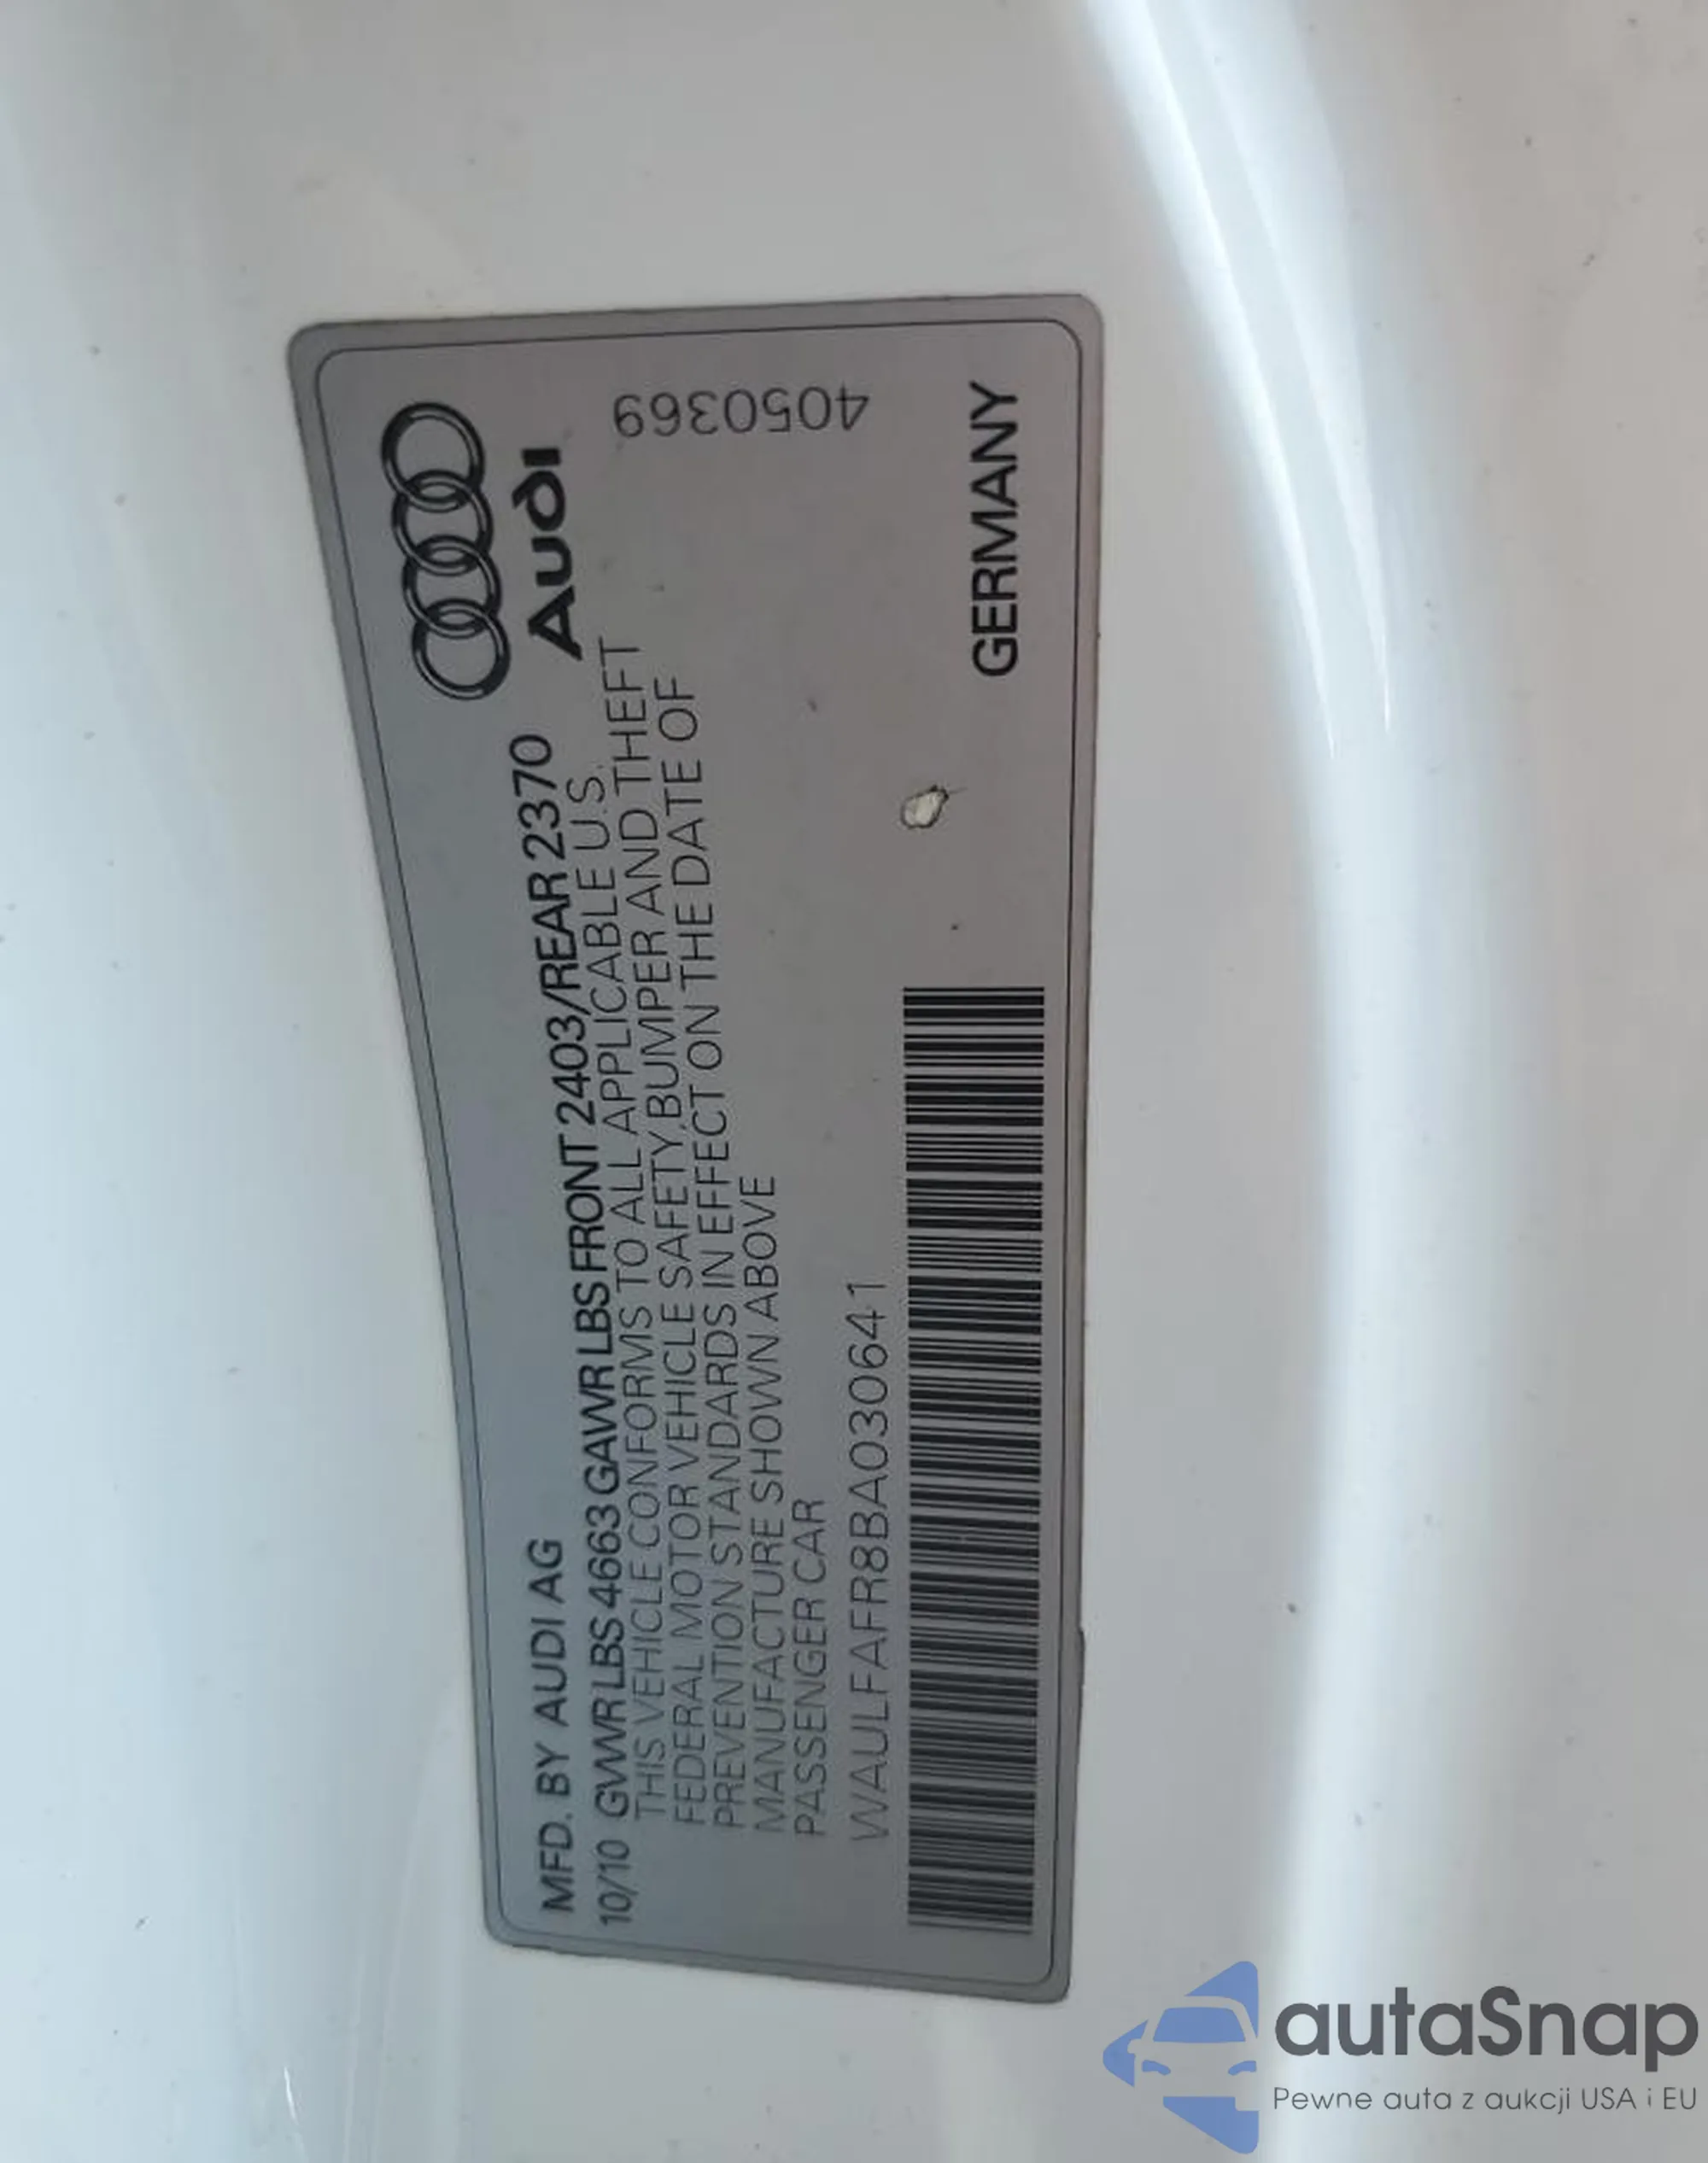 MFD. BY AUDI AG
10/10 GVWR LBS 4663 GAWR LBS FRONT 2403/REAR 2370
THIS VEHICLE CONFORMS TO ALL APPLICABLE U.S.
FEDERAL MOTOR VEHICLE SAFETY,BUMPER AND THEFT
PREVENTION STANDARDS IN EFFECT ON THE DATE OF
MANUFACTURE SHOWN ABOVE
PASSENGER CAR
WAULFAFR8BA030641
Audi
4050369
GERMANY
autaSnap
Pewne auta z aukcji USA i EU